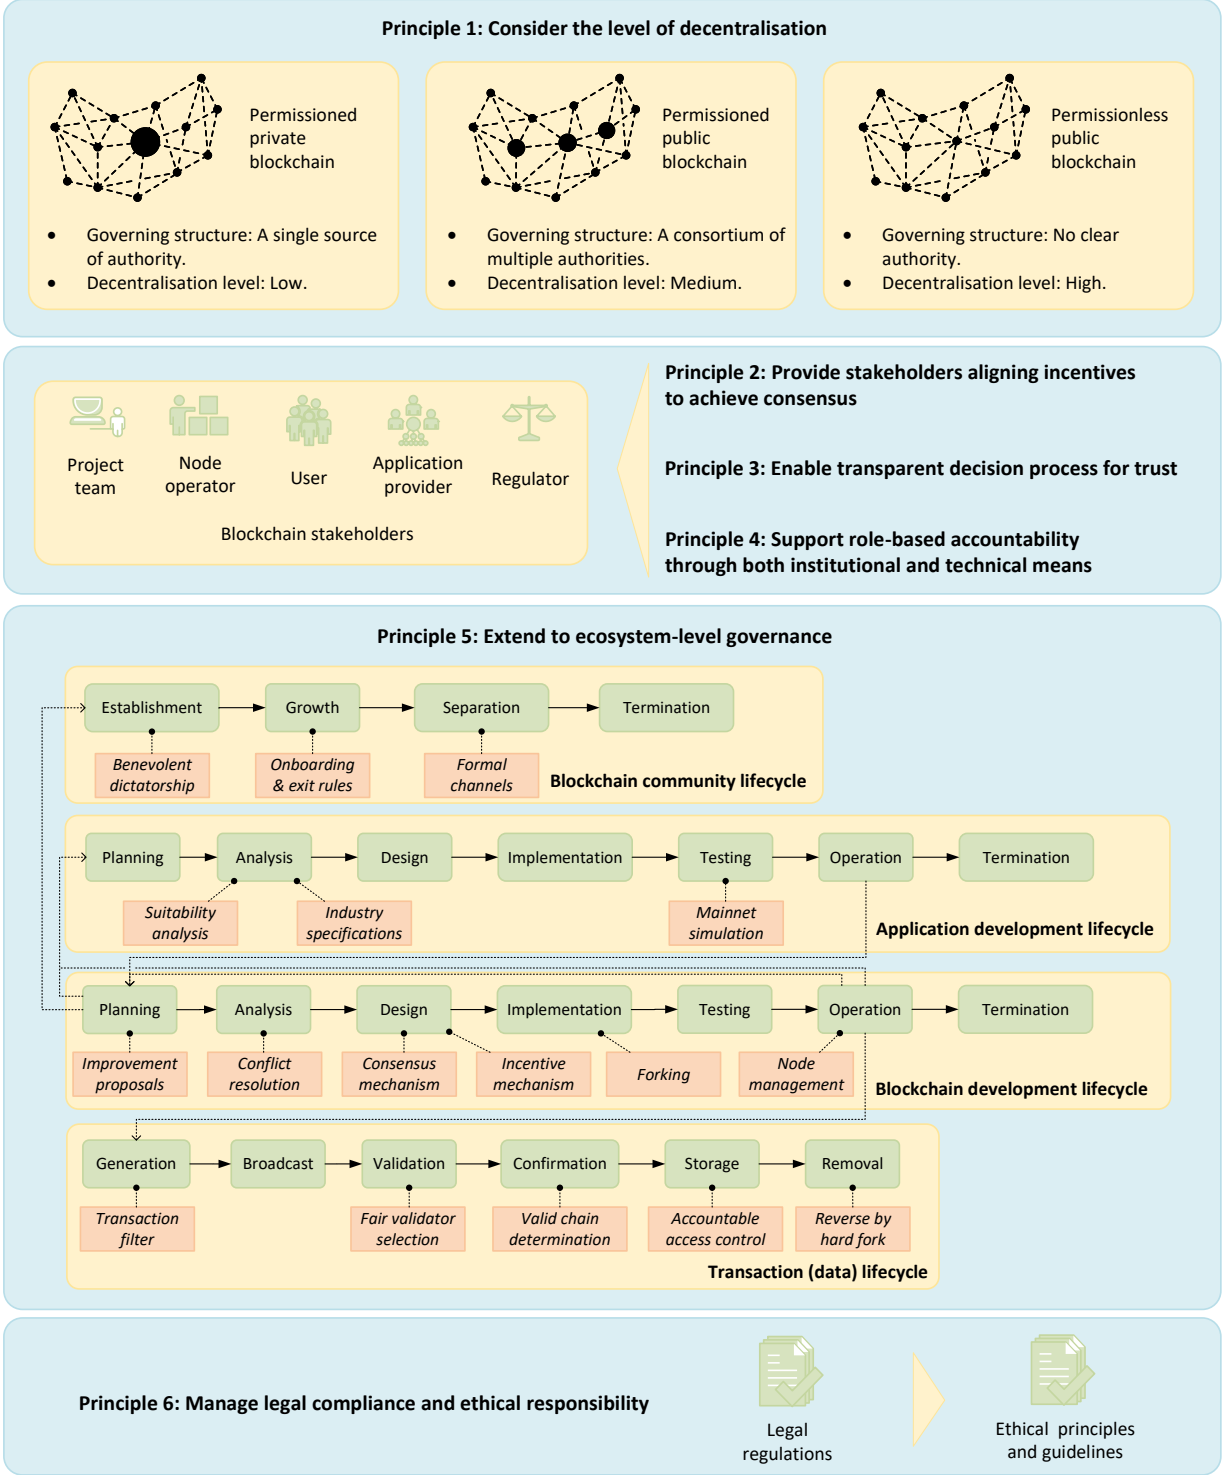 Principle 1: Consider the level of decentralisation
Permissioned
private
blockchain
• Governing structure: A single source
of authority.
• Decentralisation level: Low.
Permissioned
public
blockchain
• Governing structure: A consortium of
multiple authorities.
• Decentralisation level: Medium.
Permissionless
public
blockchain
• Governing structure: No clear
authority.
• Decentralisation level: High.
Project
team
Node
operator
User
Application
provider
Regulator
Blockchain stakeholders
Principle 2: Provide stakeholders aligning incentives
to achieve consensus
Principle 3: Enable transparent decision process for trust
Principle 4: Support role-based accountability
through both institutional and technical means
Principle 5: Extend to ecosystem-level governance
Establishment
Growth
Separation
Termination
Benevolent
dictatorship
Onboarding
& exit rules
Formal
channels
Blockchain community lifecycle
Planning
Analysis
Design
Implementation
Testing
Operation
Termination
Suitability
analysis
Industry
specifications
Mainnet
simulation
Application development lifecycle
Planning
Analysis
Design
Implementation
Testing
Operation
Termination
Improvement
proposals
Conflict
resolution
Consensus
mechanism
Incentive
mechanism
Forking
Node
management
Blockchain development lifecycle
Generation
Broadcast
Validation
Confirmation
Storage
Removal
Transaction
filter
Fair validator
selection
Valid chain
determination
Accountable
access control
Reverse by
hard fork
Transaction (data) lifecycle
Principle 6: Manage legal compliance and ethical responsibility
Legal
regulations
Ethical principles
and guidelines